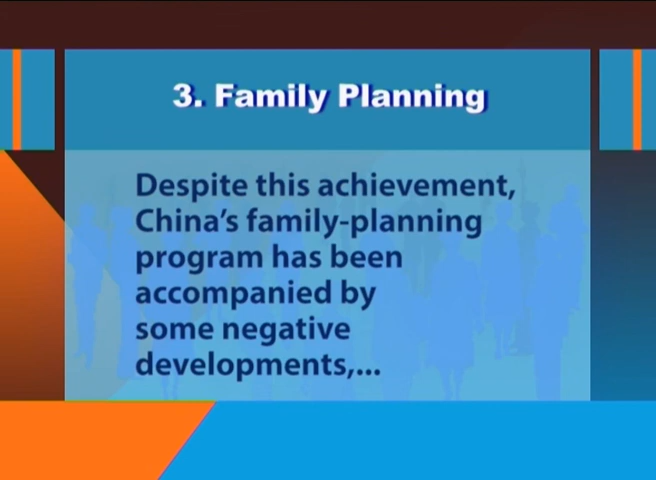 3. Family Planning
Despite this achievement,
China's family-planning
program has been
accompanied by
some negative
developments,...